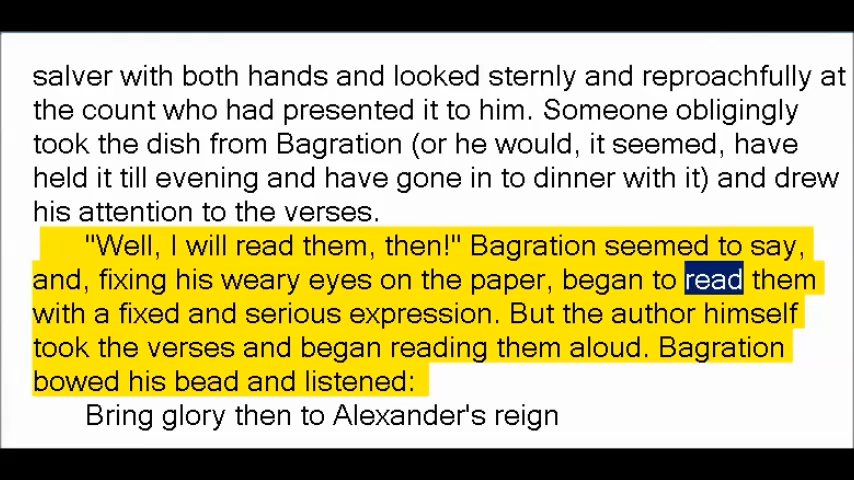 salver with both hands and looked sternly and reproachfully at
the count who had presented it to him. Someone obligingly
took the dish from Bagration (or he would, it seemed, have
held it till evening and have gone in to dinner with it) and drew
his attention to the verses.
"Well, I will read them, then!" Bagration seemed to say,
and, fixing his weary eyes on the paper, began to read them
with a fixed and serious expression. But the author himself
took the verses and began reading them aloud. Bagration
bowed his bead and listened:
Bring glory then to Alexander's reign